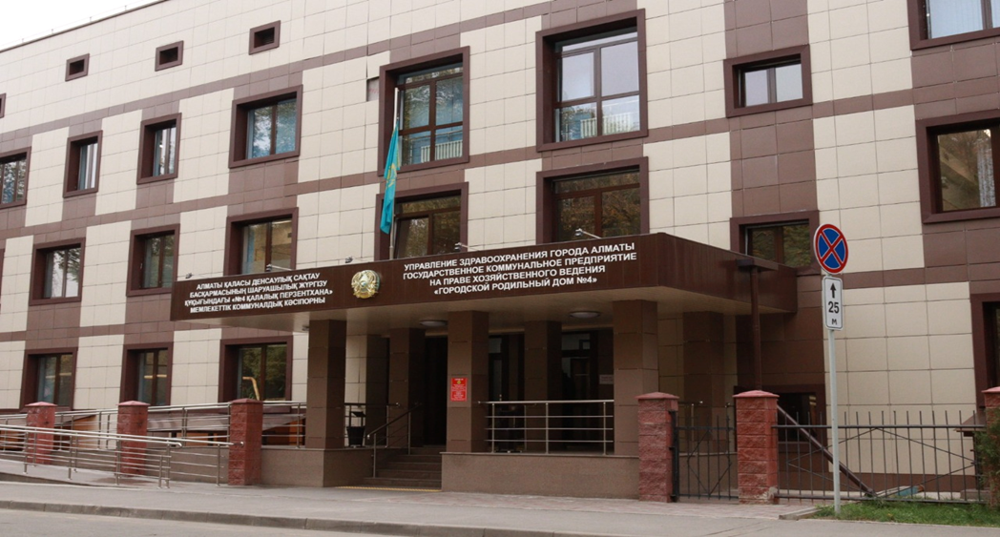 АЛМАТЫ ҚАЛАСЫ ДЕНСАУЛЫҚ САҚТАУ
БАСҚАРМАСЫНЫҢ ШАРУАШЫЛЫҚ ЖҮРГІЗУ
ҚҰҚЫҒЫНДАҒЫ «№4 ҚАЛАЛЫҚ ПЕРЗЕНТХАНА»
МЕМЛЕКЕТТІК КОММУНАЛДЫҚ КӘСІПОРНЫ
УПРАВЛЕНИЕ ЗДРАВООХРАНЕНИЯ ГОРОДА АЛМАТЫ
ГОСУДАРСТВЕННОЕ КОММУНАЛЬНОЕ ПРЕДПРИЯТИЕ
НА ПРАВЕ ХОЗЯЙСТВЕННОГО ВЕДЕНИЯ
«ГОРОДСКОЙ РОДИЛЬНЫЙ ДОМ №4»
25
М